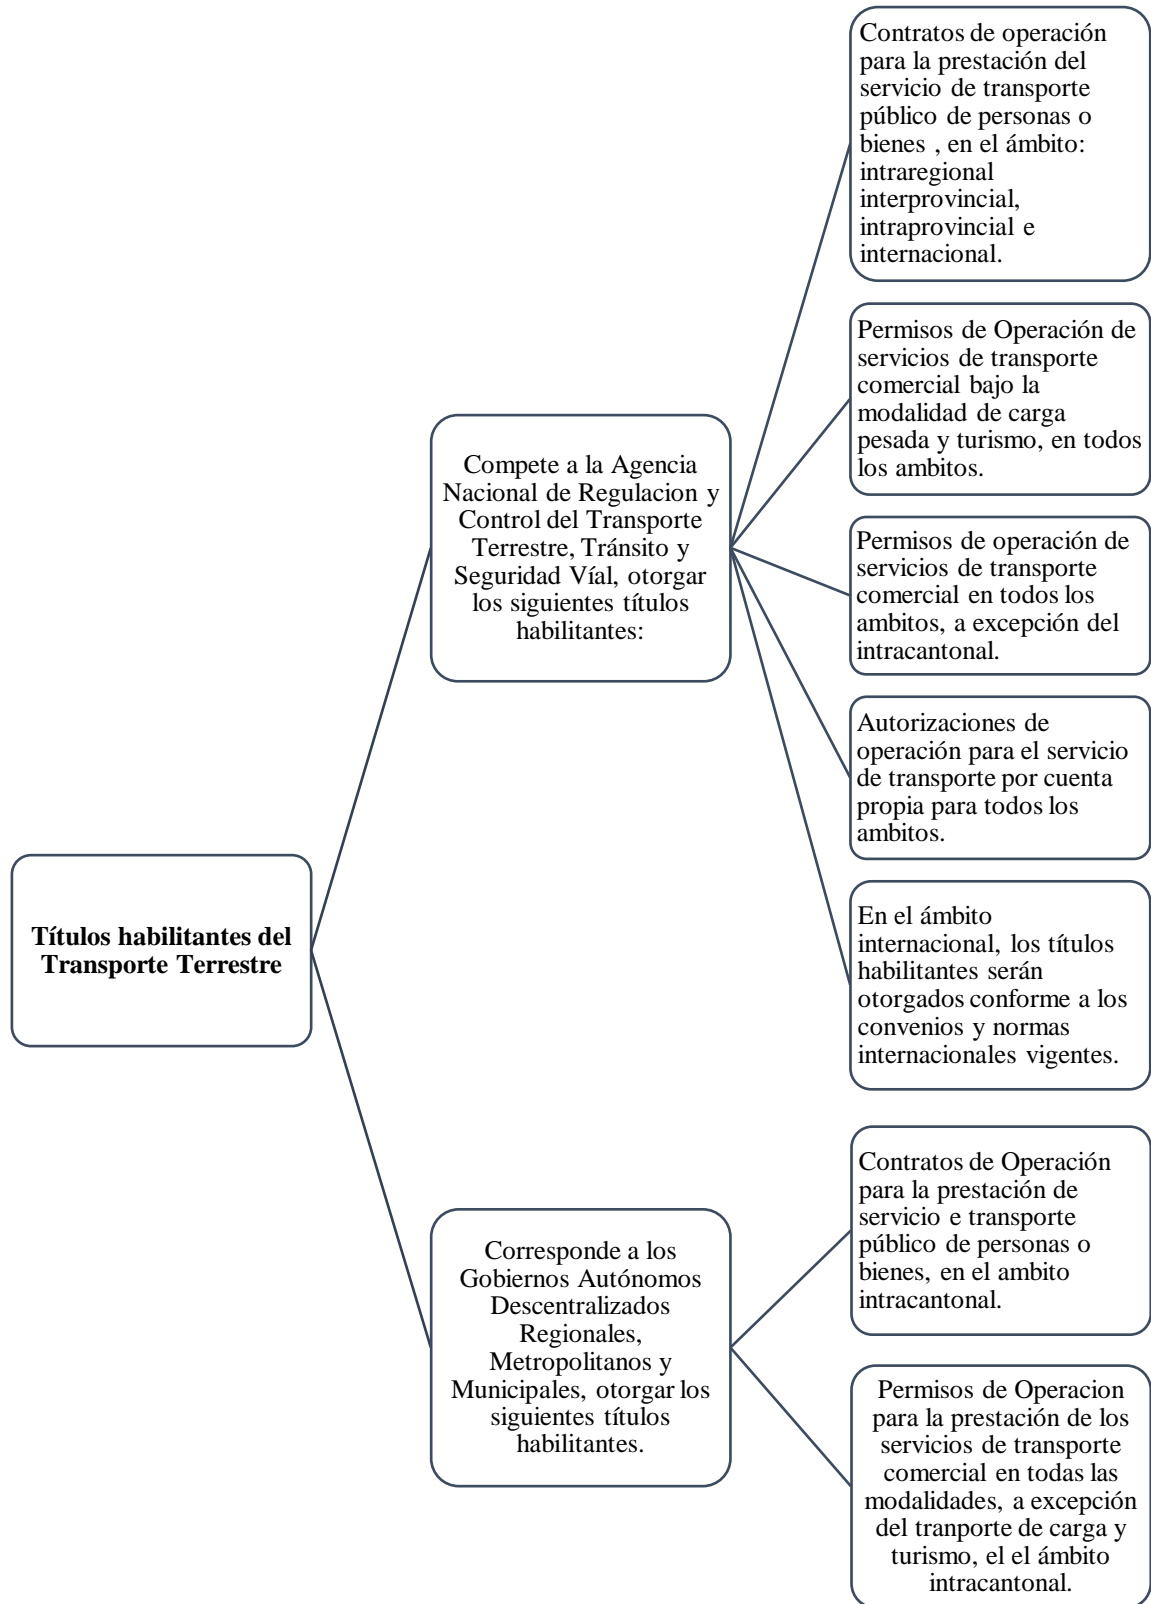 Títulos habilitantes del
Transporte Terrestre
Compete a la Agencia
Nacional de Regulacion y
Control del Transporte
Terrestre, Tránsito y
Seguridad Víal, otorgar
los siguientes títulos
habilitantes:
Contratos de operación
para la prestación del
servicio de transporte
público de personas o
bienes , en el ámbito:
intraregional
interprovincial,
intraprovincial e
internacional.
Permisos de Operación de
servicios de transporte
comercial bajo la
modalidad de carga
pesada y turismo, en todos
los ambitos.
Permisos de operación de
servicios de transporte
comercial en todos los
ambitos, a excepción del
intracantonal.
Autorizaciones de
operación para el servicio
de transporte por cuenta
propia para todos los
ambitos.
En el ámbito
internacional, los títulos
habilitantes serán
otorgados conforme a los
convenios y normas
internacionales vigentes.
Corresponde a los
Gobiernos Autónomos
Descentralizados
Regionales,
Metropolitanos y
Municipales, otorgar los
siguientes títulos
habilitantes.
Contratos de Operación
para la prestación de
servicio e transporte
público de personas o
bienes, en el ambito
intracantonal.
Permisos de Operacion
para la prestación de los
servicios de transporte
comercial en todas las
modalidades, a excepción
del tranporte de carga y
turismo, el el ámbito
intracantonal.